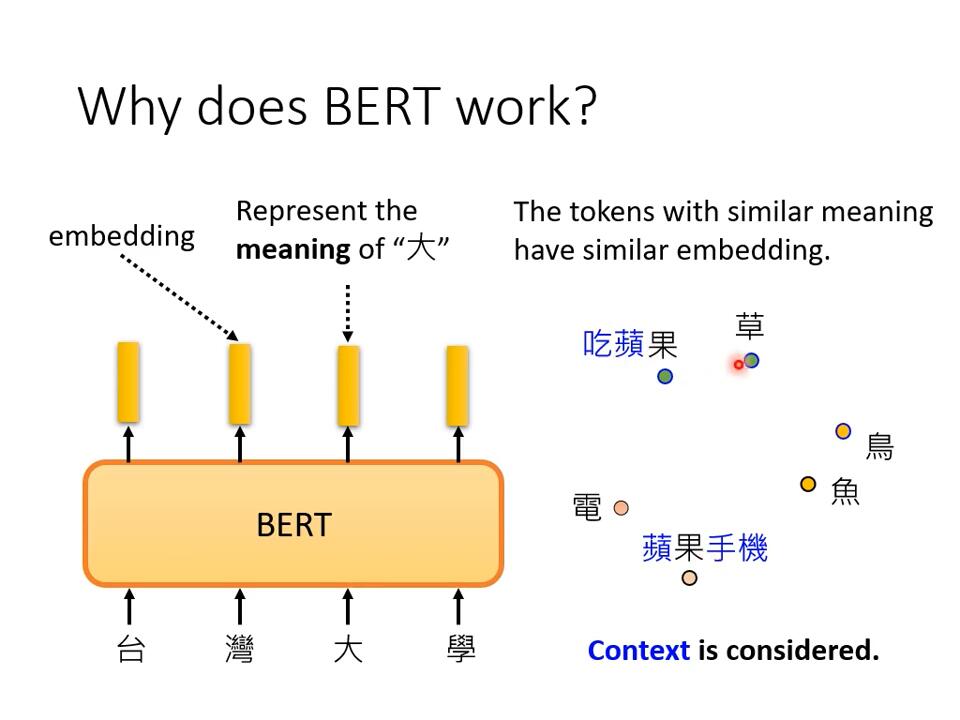 Why does BERT work?
embedding
Represent the
meaning of “大”
The tokens with similar meaning
have similar embedding.
吃蘋果
草
鳥
魚
電
蘋果手機
BERT
台 灣 大 學
Context is considered.